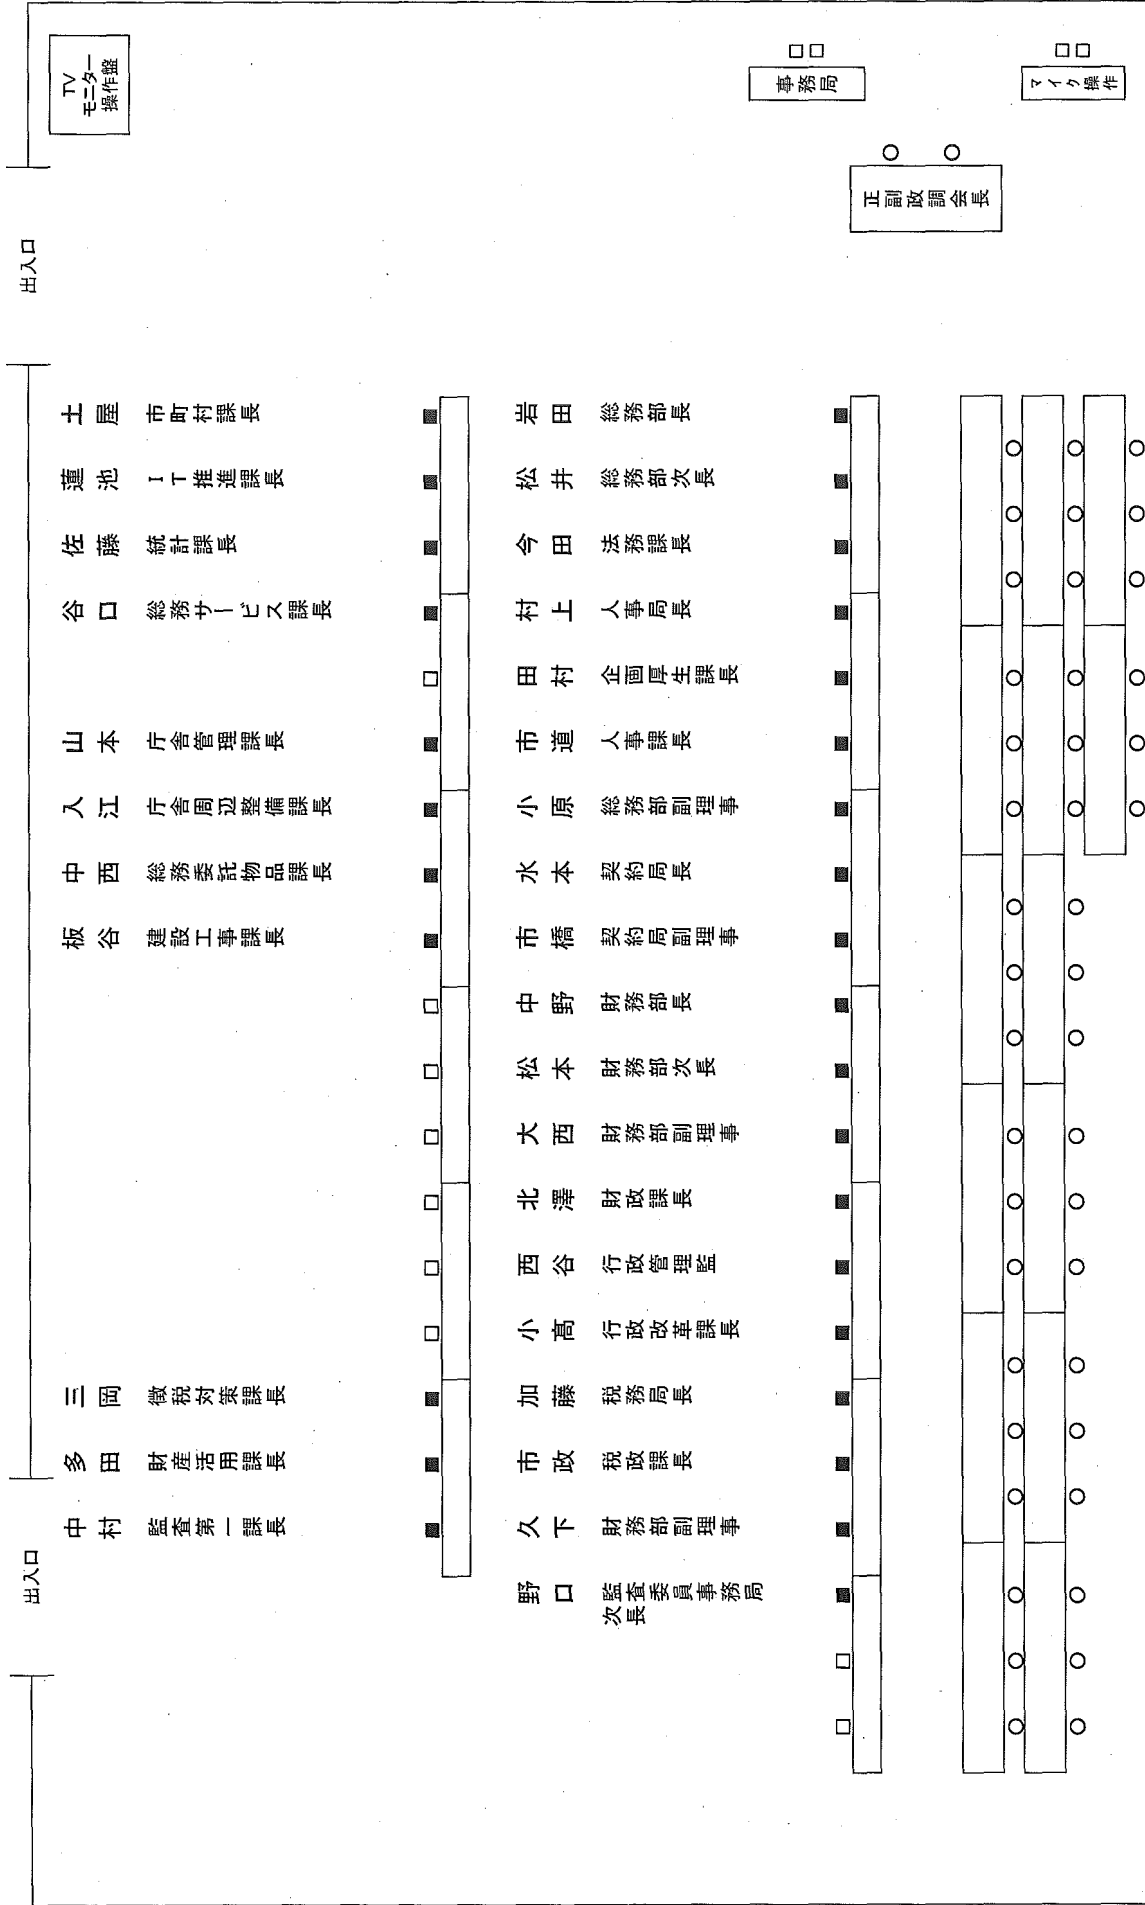 TV
モニター
操作盤
事務局
マイク操作
正副政調会長
出入口
土屋 市町村課長
蓮池 IT推進課長
佐藤 統計課長
谷口 総務サービス課長
山本 庁舎管理課長
入江 庁舎周辺整備課長
中西 総務委託物品課長
板谷 建設工事課長
三岡 徴税対策課長
多田 財産活用課長
中村 監査第一課長
出入口
岩田 総務部長
松井 総務部次長
今田 法務課長
村上 人事局長
田村 企画厚生課長
市道 人事課長
小原 総務部副理事
水本 契約局長
市橋 契約局副理事
中野 財務部長
松本 財務部次長
大西 財務部副理事
北澤 財政課長
西谷 行政管理監
小髙 行政改革課長
加藤 税務局長
市政 税政課長
久下 財務部副理事
野口 監査委員事務局
次長